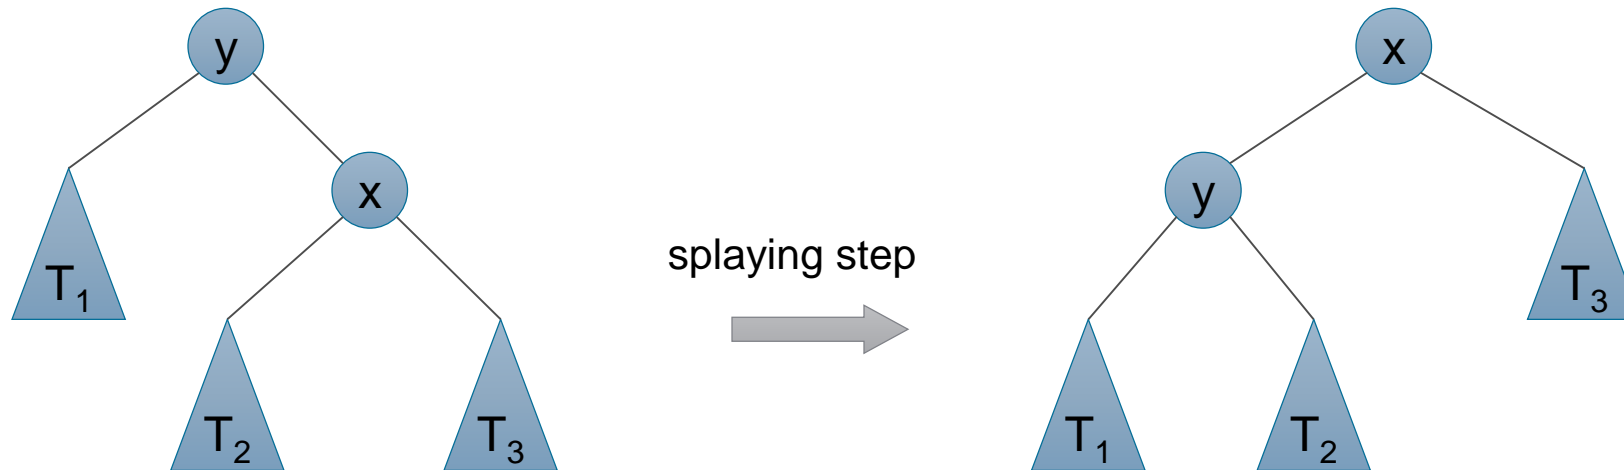 y
x
T₁
T₂
T₃
splaying step
x
y
T₃
T₁
T₂